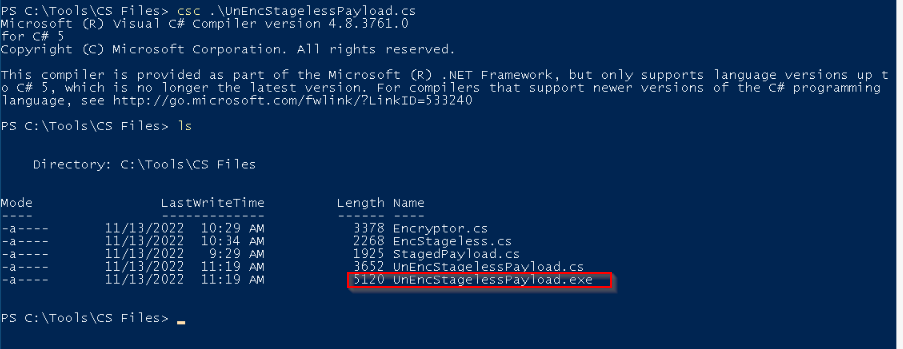 PS C:\Tools\CS Files> csc .\UnEncStagelessPayload.cs
Microsoft (R) Visual C# Compiler version 4.8.3761.0
for C# 5
Copyright (C) Microsoft Corporation. All rights reserved.
This compiler is provided as part of the Microsoft (R) .NET Framework, but only supports language versions up t
o C# 5, which is no longer the latest version. For compilers that support newer versions of the C# programming
language, see http://go.microsoft.com/fwlink/?LinkID=533240
PS C:\Tools\CS Files> ls
Directory: C:\Tools\CS Files
Mode LastWriteTime Length Name
---- ------------- ------ ----
-a---- 11/13/2022 10:29 AM 3378 Encryptor.cs
-a---- 11/13/2022 10:34 AM 2268 EncStageless.cs
-a---- 11/13/2022 9:29 AM 1925 StagedPayload.cs
-a---- 11/13/2022 11:19 AM 3652 UnEncStagelessPayload.cs
-a---- 11/13/2022 11:19 AM 5120 UnEncStagelessPayload.exe
PS C:\Tools\CS Files> _